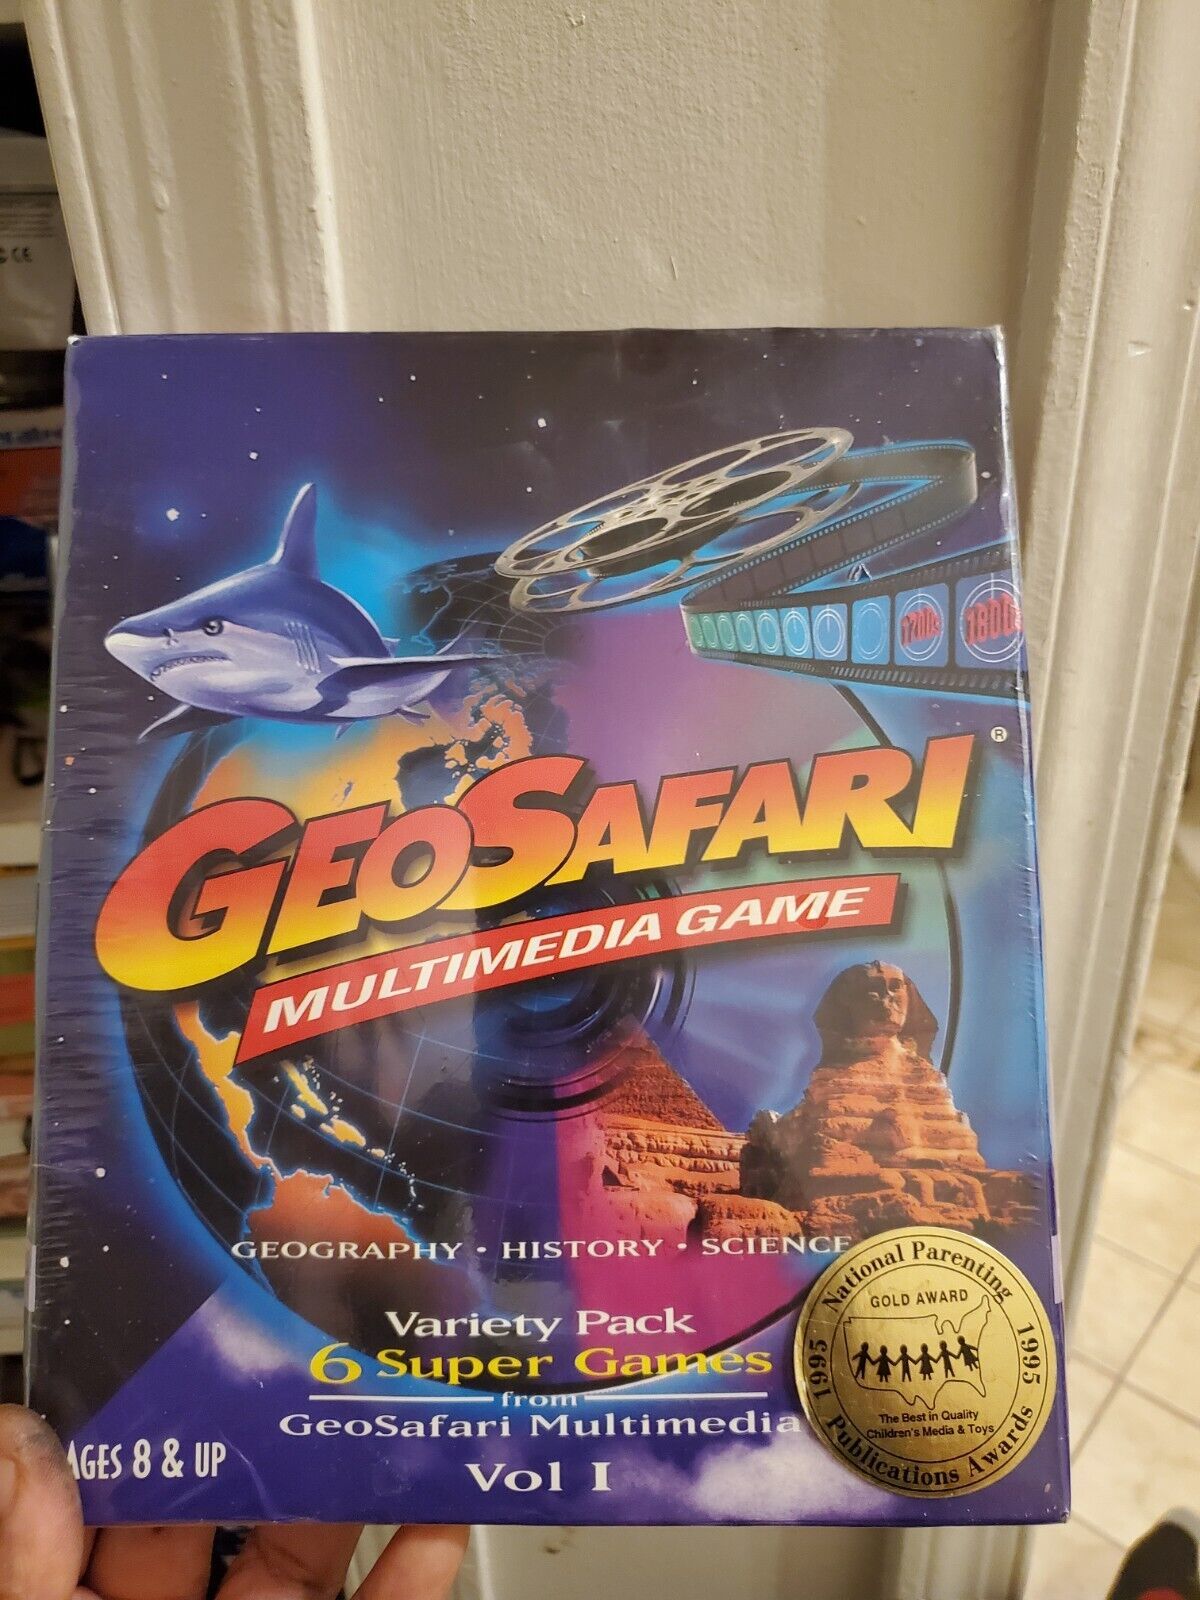 CE
1700s
1800s
GEOSAFARI®
MULTIMEDIA GAME
GEOGRAPHY • HISTORY • SCIENCE
Variety Pack
6 Super Games
from
GeoSafari Multimedia
Vol I
AGES 8 & UP
National Parenting
GOLD AWARD
1995
1995
The Best in Quality
Children's Media & Toys
Publications Awards